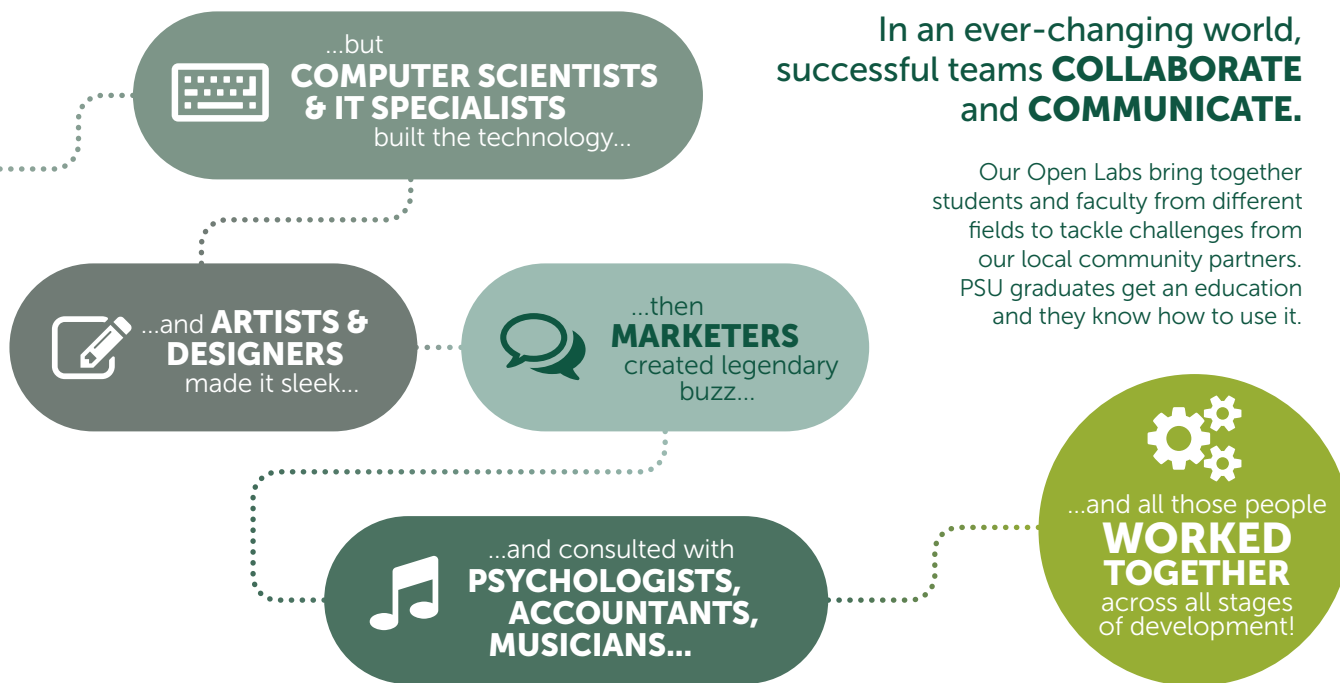 ...but
COMPUTER SCIENTISTS
& IT SPECIALISTS
built the technology...
In an ever-changing world,
successful teams COLLABORATE
and COMMUNICATE.
Our Open Labs bring together
students and faculty from different
fields to tackle challenges from
our local community partners.
PSU graduates get an education
and they know how to use it.
...and ARTISTS &
DESIGNERS
made it sleek...
...then
MARKETERS
created legendary
buzz...
...and consulted with
PSYCHOLOGISTS,
ACCOUNTANTS,
MUSICIANS...
...and all those people
WORKED
TOGETHER
across all stages
of development!